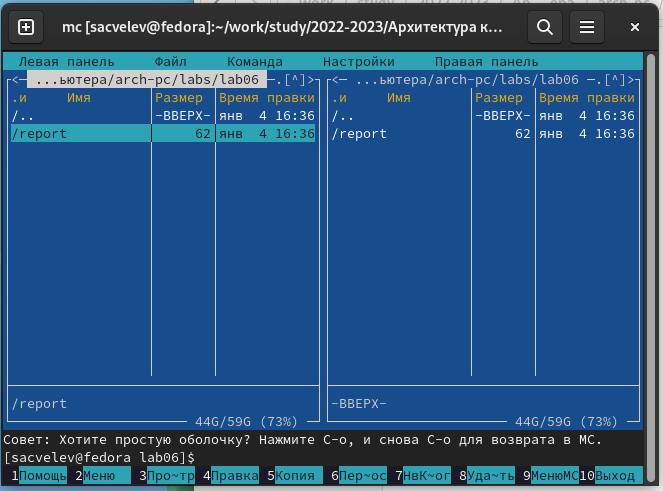 mc [sacvelev@fedora]:~/work/study/2022-2023/Архитектура к...
Левая панель Файл Команда Настройки Правая панель
<— ...ьютера/arch-pc/labs/lab06 —.[^]> <— ...ьютера/arch-pc/labs/lab06 —.[^]>
.и Имя Размер Время правки .и Имя Размер Время правки
/.. -ВВЕРХ- янв 4 16:36 /.. -ВВЕРХ- янв 4 16:36
/report 62 янв 4 16:36 /report 62 янв 4 16:36
/report -ВВЕРХ-
44G/59G (73%) 44G/59G (73%)
Совет: Хотите простую оболочку? Нажмите C-o, и снова C-o для возврата в MC.
[sacvelev@fedora lab06]$
1Помощь 2Меню 3Про~тр 4Правка 5Копия 6Пер~ос 7НвК~ог 8Уда~ть 9МенюMC 10Выход